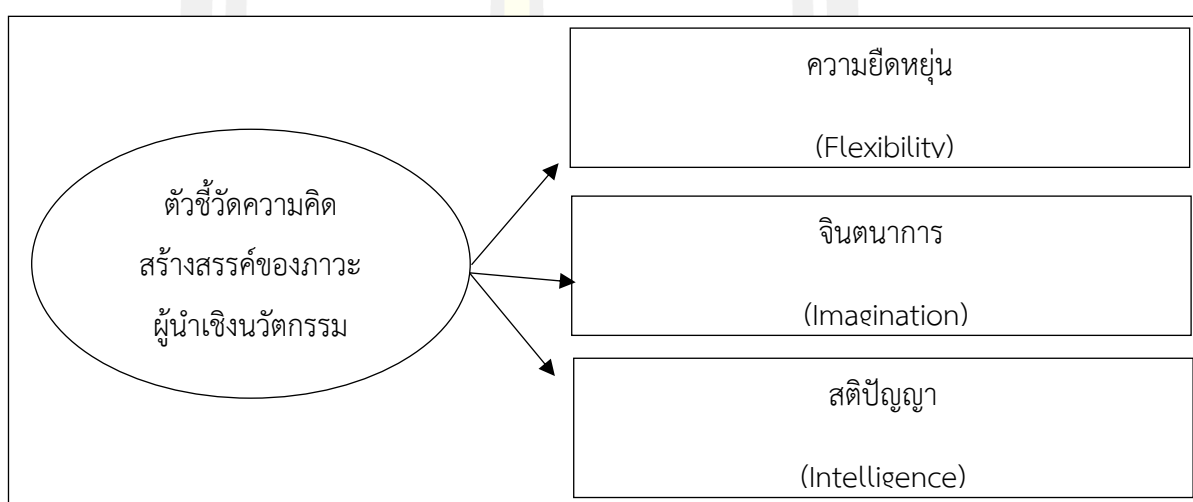 ตัวชี้วัดความคิด
สร้างสรรค์ของภาวะ
ผู้นำเชิงนวัตกรรม
ความยืดหยุ่น
(Flexibility)
จินตนาการ
(Imagination)
สติปัญญา
(Intelligence)